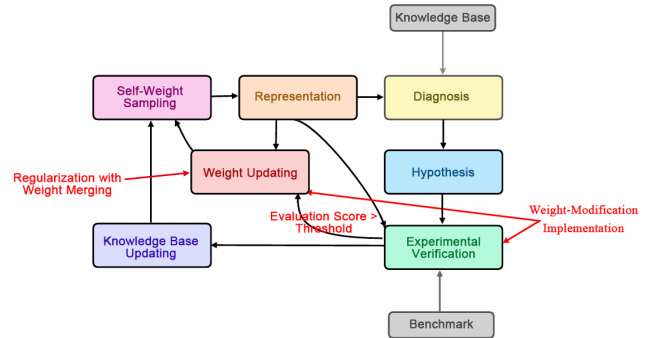 Knowledge Base
Self-Weight
Sampling
Representation
Diagnosis
Regularization with
Weight Merging
Weight Updating
Hypothesis
Evaluation Score >
Threshold
Weight-Modification
Implementation
Knowledge Base
Updating
Experimental
Verification
Benchmark